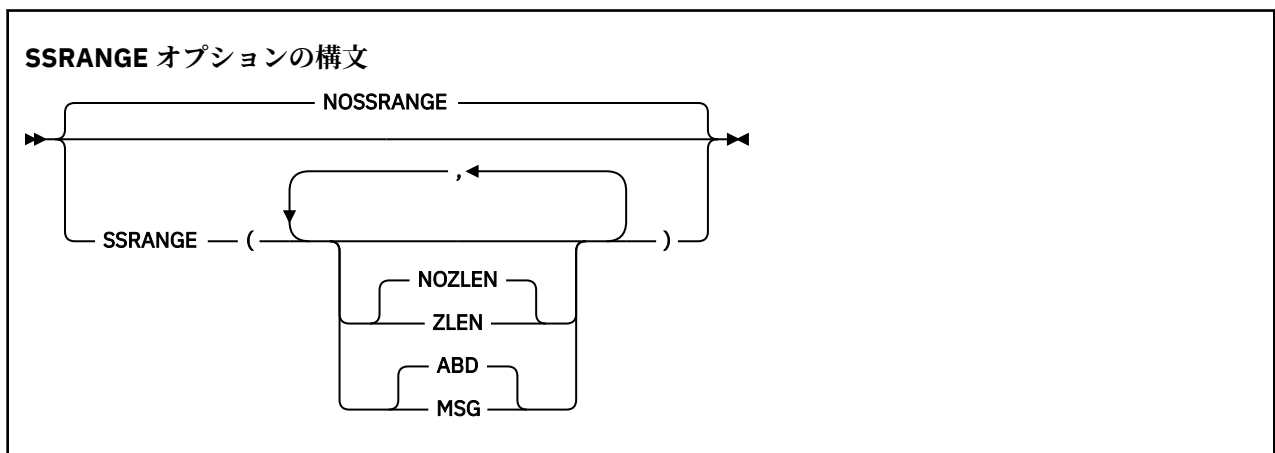 SSRANGE オプションの構文
NOSSRANGE
,
SSRANGE ( )
NOZLEN
ZLEN
ABD
MSG